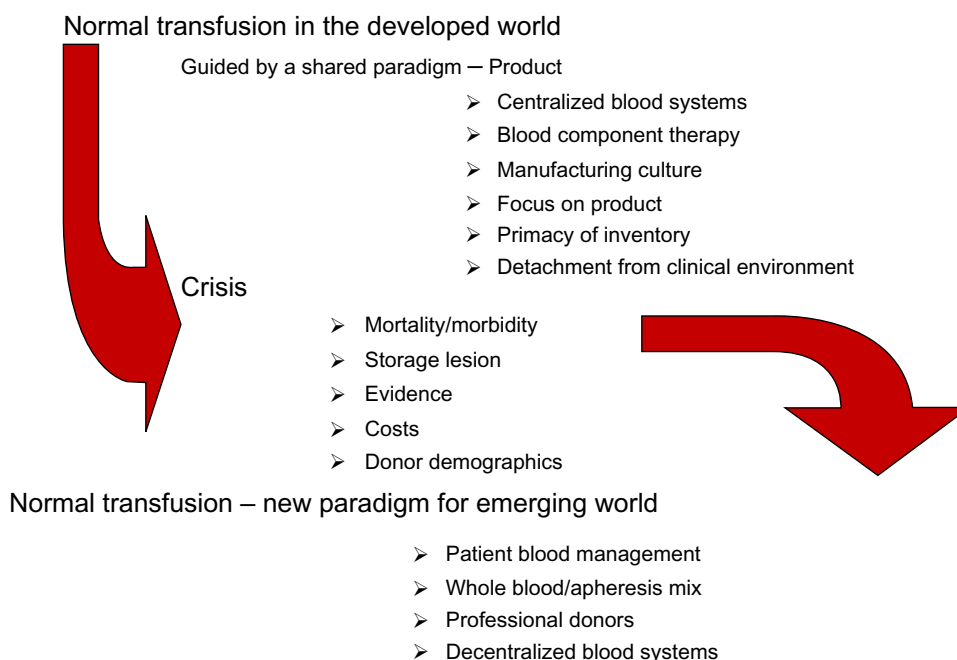 Normal transfusion in the developed world
Guided by a shared paradigm – Product
➢ Centralized blood systems
➢ Blood component therapy
➢ Manufacturing culture
➢ Focus on product
➢ Primacy of inventory
➢ Detachment from clinical environment
Crisis
➢ Mortality/morbidity
➢ Storage lesion
➢ Evidence
➢ Costs
➢ Donor demographics
Normal transfusion – new paradigm for emerging world
➢ Patient blood management
➢ Whole blood/apheresis mix
➢ Professional donors
➢ Decentralized blood systems